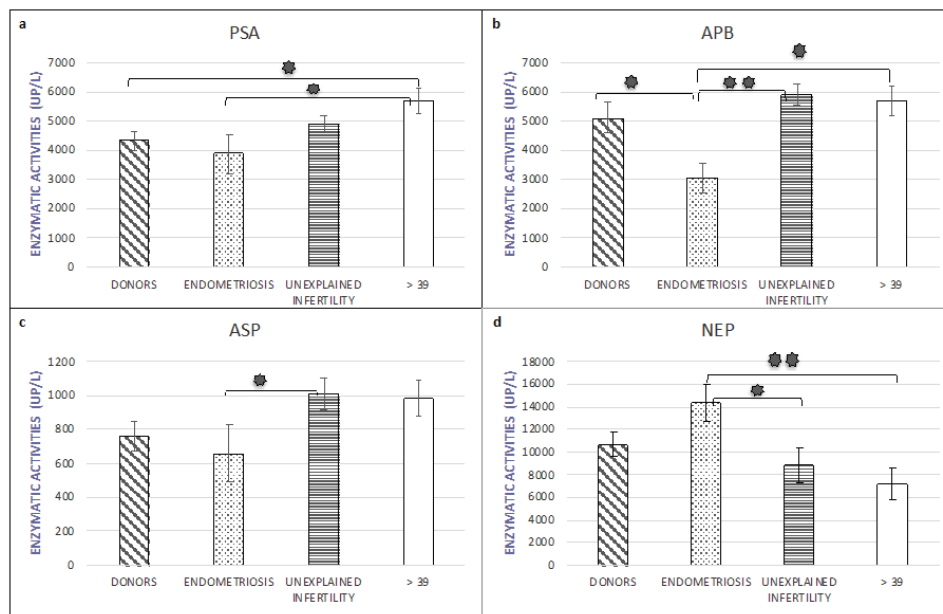 a
PSA
ENZYMATIC ACTIVITIES (UP/L)
7000
6000
5000
4000
3000
2000
1000
0
DONORS ENDOMETRIOSIS UNEXPLAINED > 39
INFERTILITY
b
APB
ENZYMATIC ACTIVITIES (UP/L)
7000
6000
5000
4000
3000
2000
1000
0
DONORS ENDOMETRIOSIS UNEXPLAINED > 39
INFERTILITY
c
ASP
ENZYMATIC ACTIVITIES (UP/L)
1200
1000
800
600
400
200
0
DONORS ENDOMETRIOSIS UNEXPLAINED > 39
INFERTILITY
d
NEP
ENZYMATIC ACTIVITIES (UP/L)
18000
16000
14000
12000
10000
8000
6000
4000
2000
0
DONORS ENDOMETRIOSIS UNEXPLAINED > 39
INFERTILITY